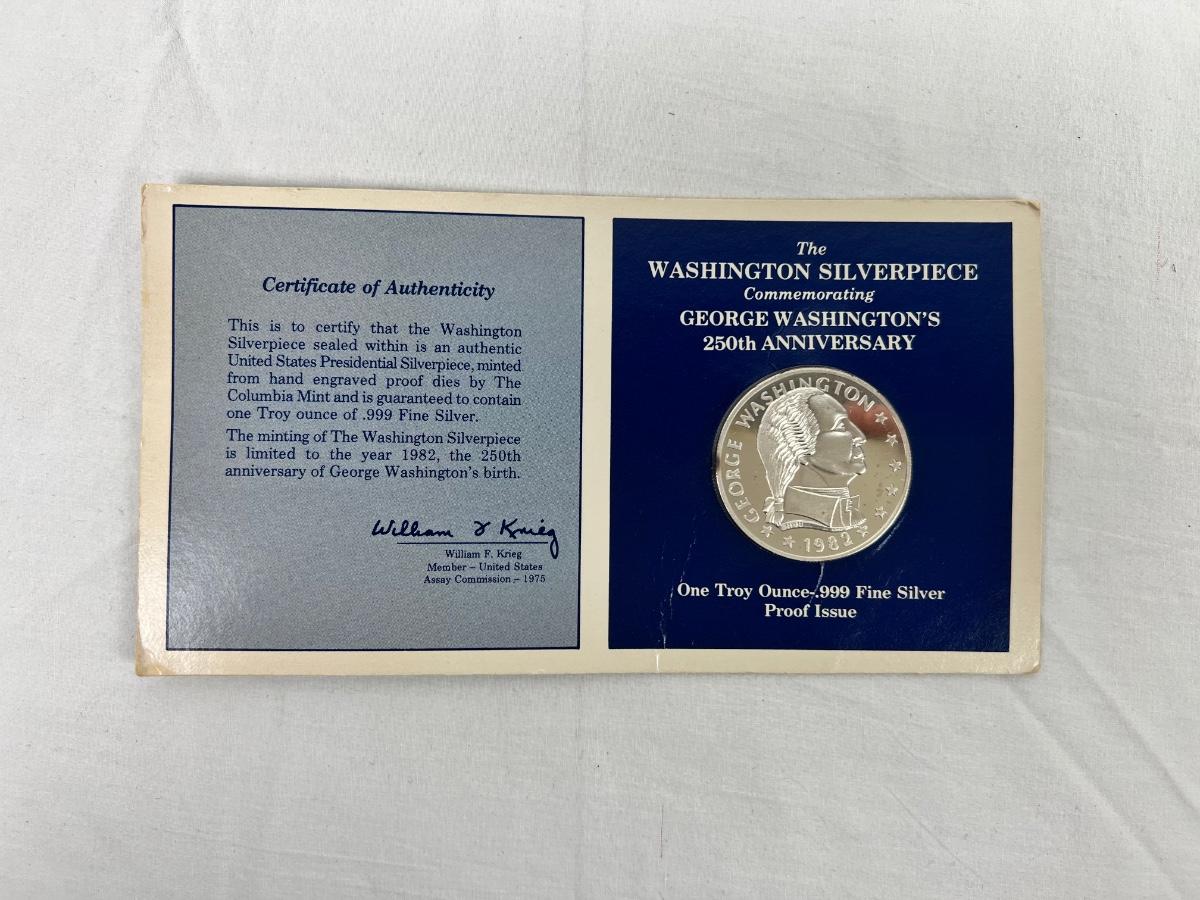 Certificate of Authenticity
This is to certify that the Washington
Silverpiece sealed within is an authentic
United States Presidential Silverpiece, minted
from hand engraved proof dies by The
Columbia Mint and is guaranteed to contain
one Troy ounce of .999 Fine Silver.
The minting of The Washington Silverpiece
is limited to the year 1982, the 250th
anniversary of George Washington's birth.
William F Krieg
William F. Krieg
Member – United States
Assay Commission – 1975
The
WASHINGTON SILVERPIECE
Commemorating
GEORGE WASHINGTON'S
250th ANNIVERSARY
GEORGE WASHINGTON
1982
One Troy Ounce-.999 Fine Silver
Proof Issue